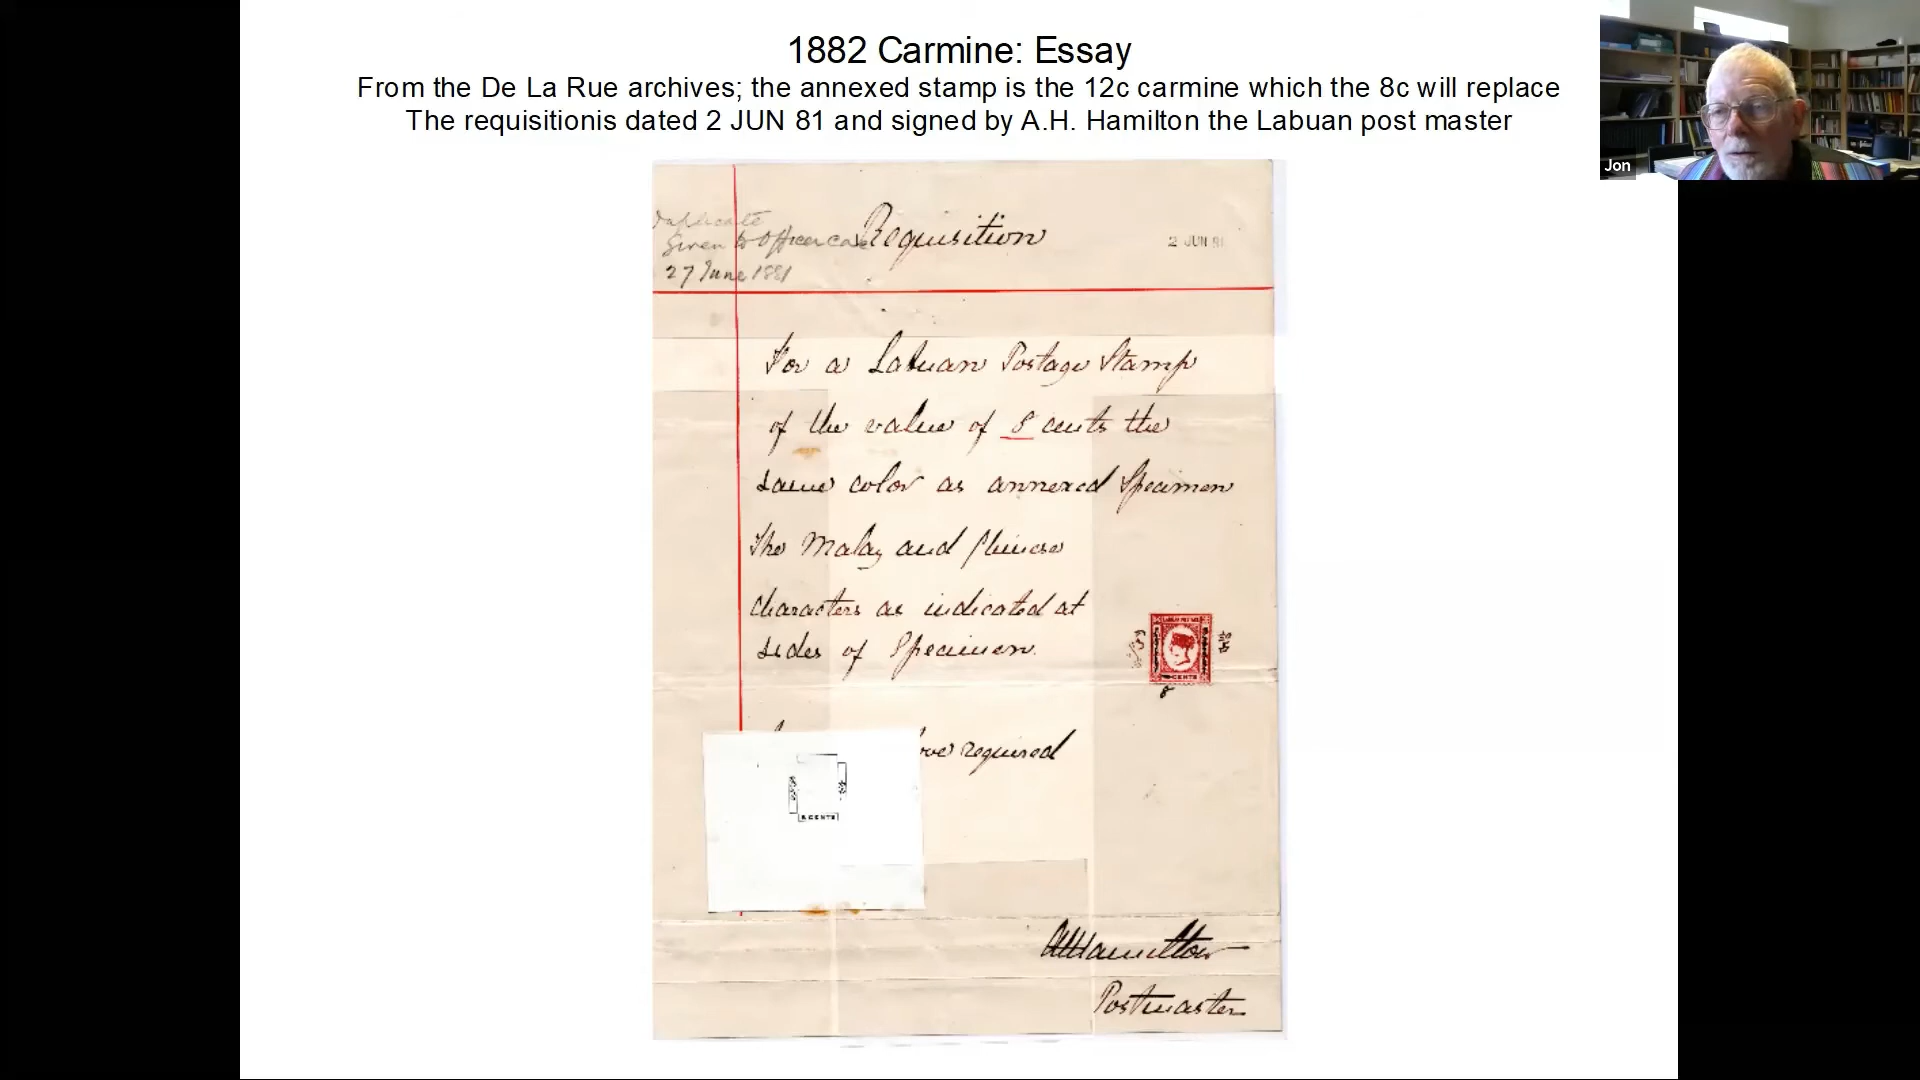 1882 Carmine: Essay
From the De La Rue archives; the annexed stamp is the 12c carmine which the 8c will replace
The requisitionis dated 2 JUN 81 and signed by A.H. Hamilton the Labuan post master
Jon
Duplicate
Given to Officer
27 June 1881
Requisition
2 JUN 81
For a Labuan Postage Stamp
of the value of 8 cents the
same color as annexed Specimen
The Malay and Chinese
characters as indicated at
sides of Specimen.
8
required
8 CENTS
AHHamilton
Postmaster